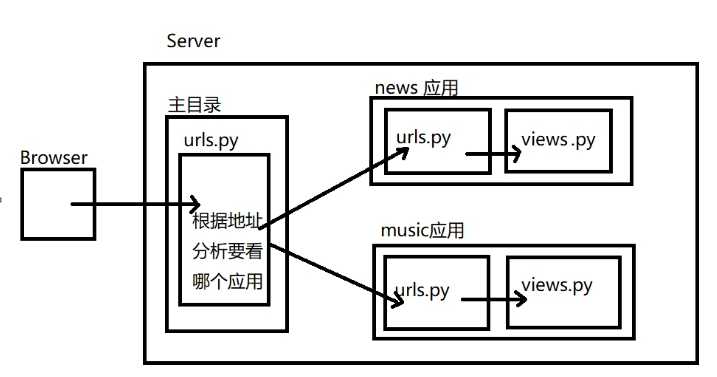 Server
news 应用
主目录
urls.py
urls.py
views.py
Browser
根据地址
分析要看
哪个应用
music应用
urls.py
views.py